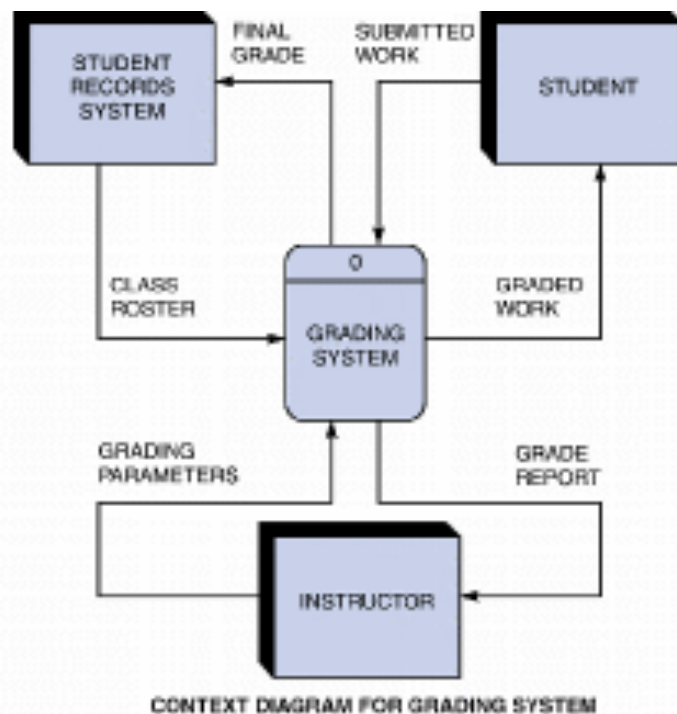 STUDENT
RECORDS
SYSTEM
FINAL
GRADE
SUBMITTED
WORK
STUDENT
0
GRADING
SYSTEM
CLASS
ROSTER
GRADED
WORK
GRADING
PARAMETERS
GRADE
REPORT
INSTRUCTOR
CONTEXT DIAGRAM FOR GRADING SYSTEM